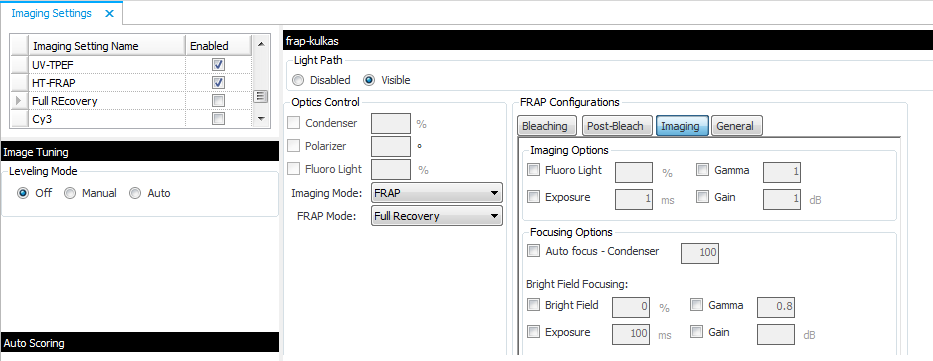 Imaging Settings
Imaging Setting Name Enabled
UV-TPEF
HT-FRAP
Full REcovery
Cy3
Image Tuning
Leveling Mode
Off Manual Auto
Auto Scoring
frap-kulkas
Light Path
Disabled Visible
Optics Control
Condenser %
Polarizer °
Fluoro Light %
Imaging Mode: FRAP
FRAP Mode: Full Recovery
FRAP Configurations
Bleaching Post-Bleach Imaging General
Imaging Options
Fluoro Light % Gamma 1
Exposure 1 ms Gain 1 dB
Focusing Options
Auto focus - Condenser 100
Bright Field Focusing:
Bright Field 0 % Gamma 0.8
Exposure 100 ms Gain dB